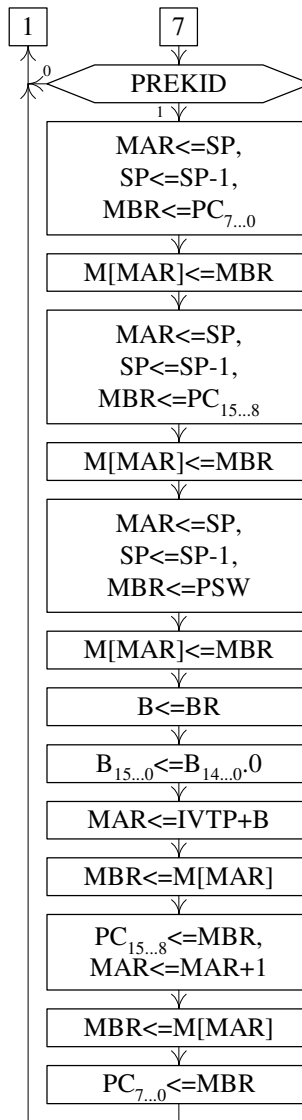 1 7
0
PREKID
1
MAR<=SP,
SP<=SP-1,
MBR<=PC7...0
M[MAR]<=MBR
MAR<=SP,
SP<=SP-1,
MBR<=PC15...8
M[MAR]<=MBR
MAR<=SP,
SP<=SP-1,
MBR<=PSW
M[MAR]<=MBR
B<=BR
B15...0<=B14...0.0
MAR<=IVTP+B
MBR<=M[MAR]
PC15...8<=MBR,
MAR<=MAR+1
MBR<=M[MAR]
PC7...0<=MBR